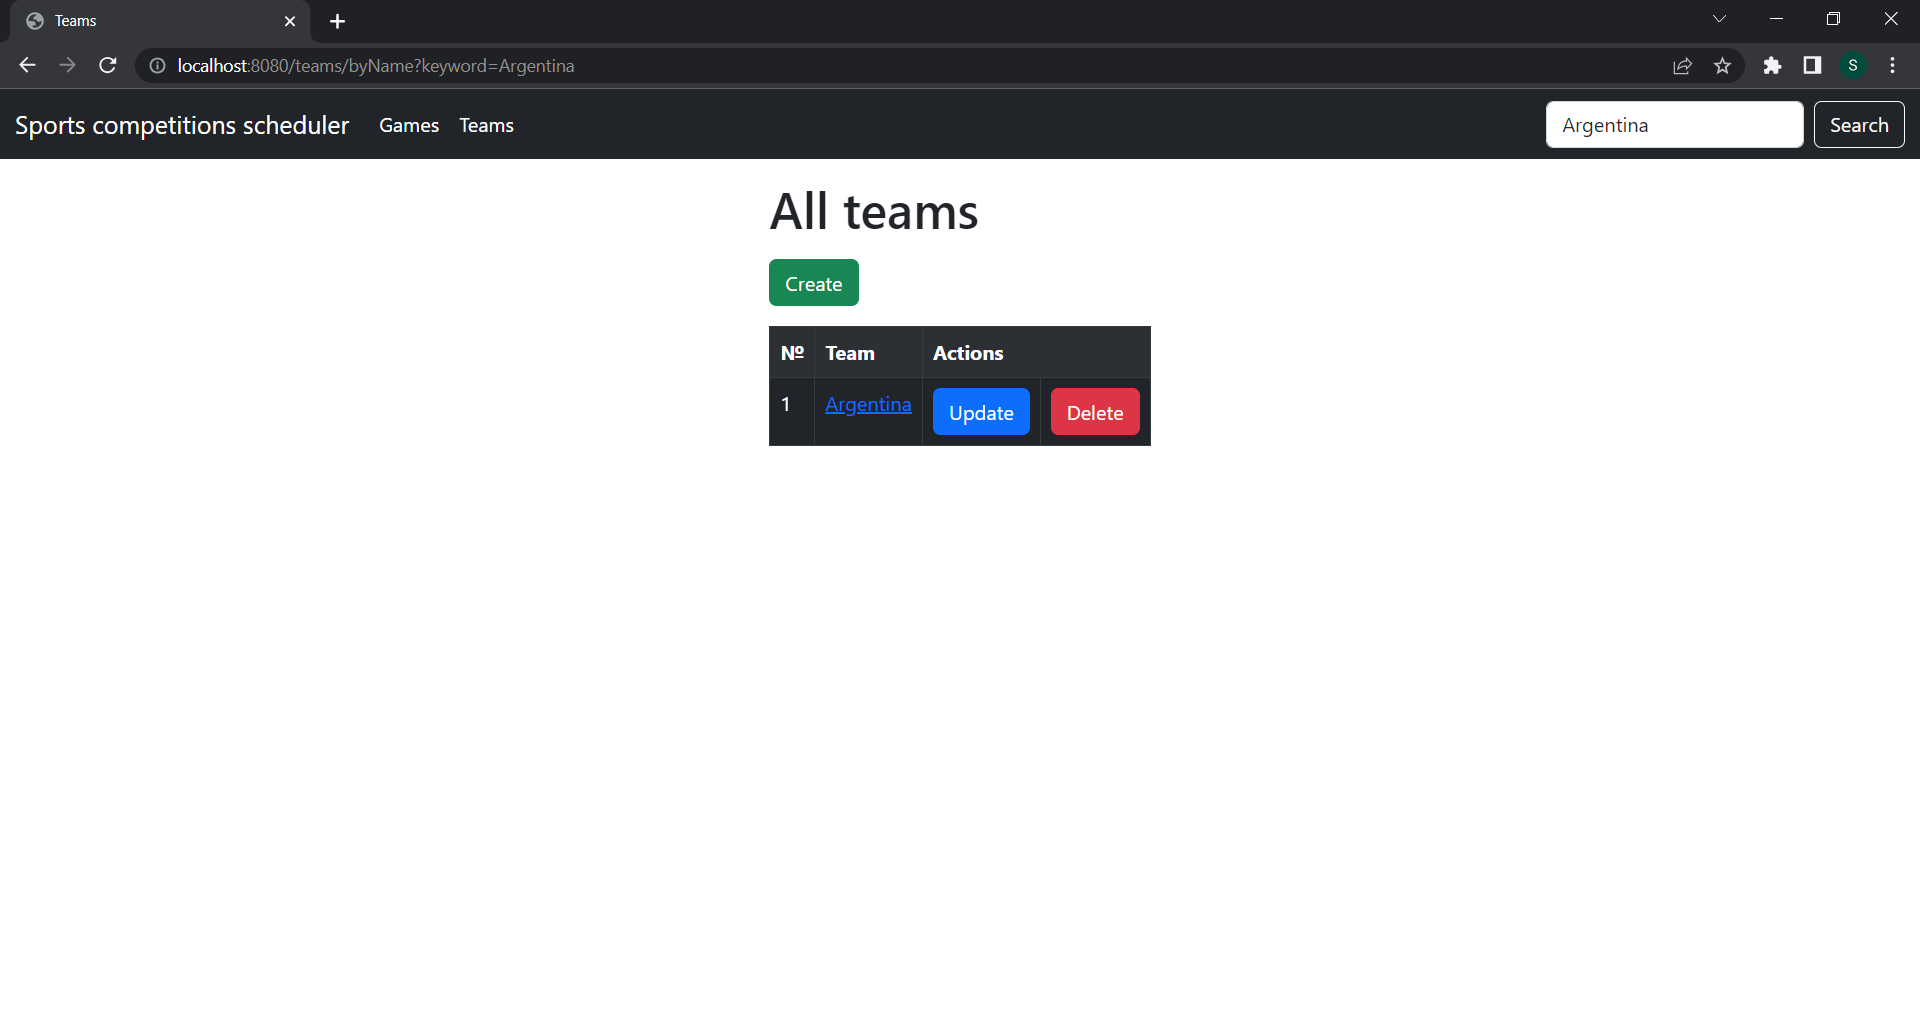 Teams
localhost:8080/teams/byName?keyword=Argentina
S
Sports competitions scheduler Games Teams Argentina Search
All teams
Create
№ Team Actions
1 Argentina Update Delete